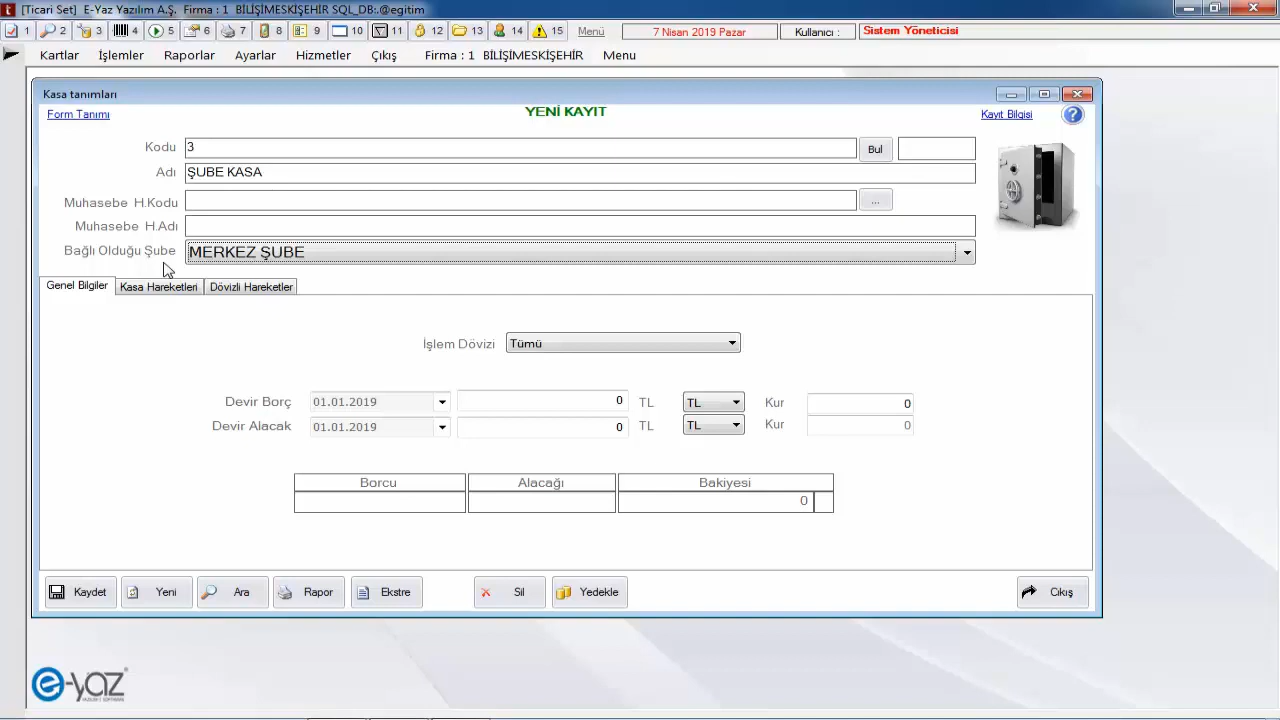 [Ticari Set] E-Yaz Yazılım A.Ş. Firma : 1 BİLİŞİMESKİŞEHİR SQL_DB:.@egitim
1 2 3 4 5 6 7 8 9 10 11 12 13 14 15 Menü 7 Nisan 2019 Pazar Kullanıcı : Sistem Yöneticisi
Kartlar İşlemler Raporlar Ayarlar Hizmetler Çıkış Firma : 1 BİLİŞİMESKİŞEHİR Menu
Kasa tanımları
Form Tanımı YENİ KAYIT Kayıt Bilgisi ?
Kodu 3 Bul
Adı ŞUBE KASA
Muhasebe H.Kodu ...
Muhasebe H.Adı
Bağlı Olduğu Şube MERKEZ ŞUBE
Genel Bilgiler Kasa Hareketleri Dövizli Hareketler
İşlem Dövizi Tümü
Devir Borç 01.01.2019 0 TL TL Kur 0
Devir Alacak 01.01.2019 0 TL TL Kur 0
Borcu Alacağı Bakiyesi
0
Kaydet Yeni Ara Rapor Ekstre Sil Yedekle Çıkış
e-yaz